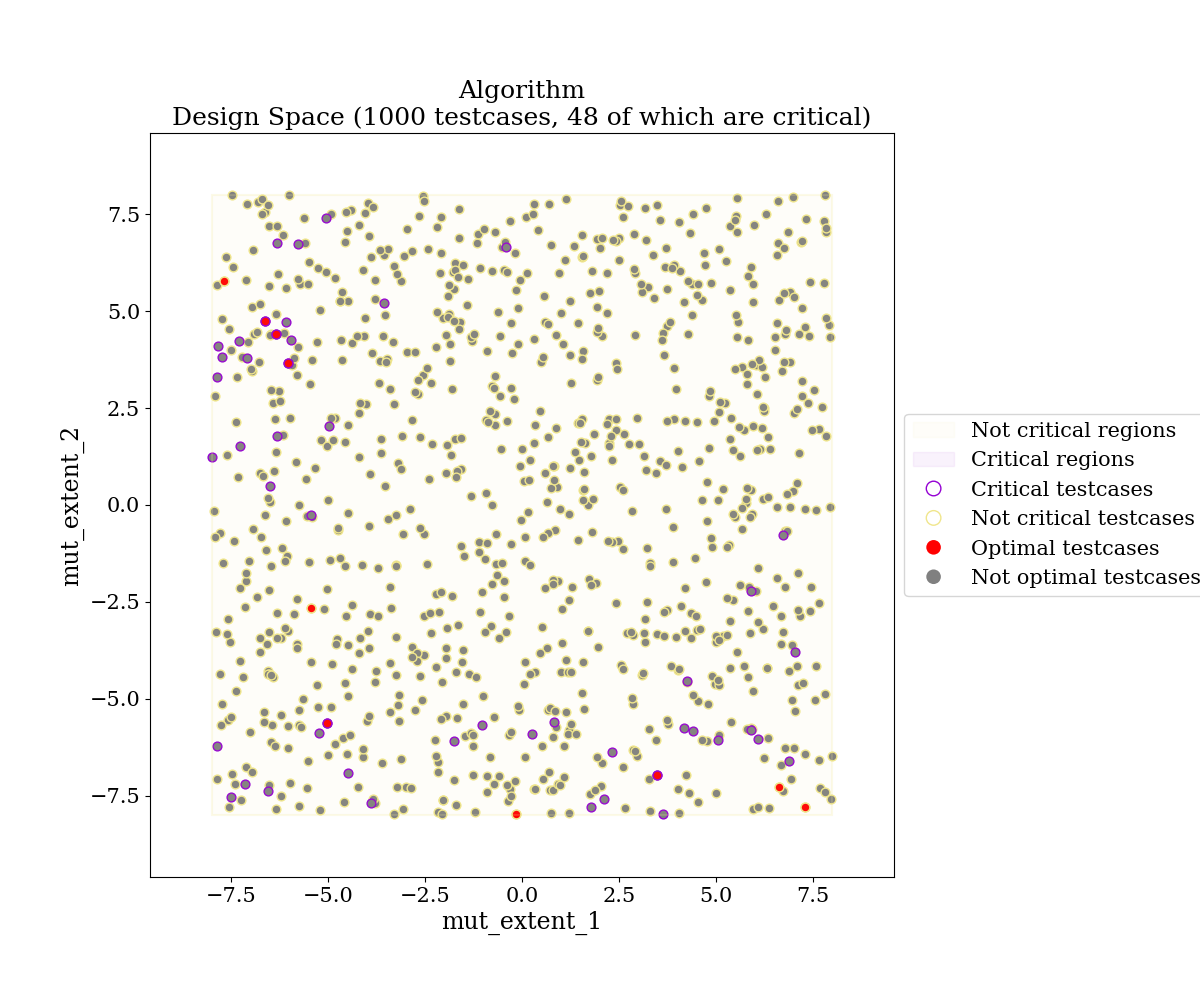 Algorithm
Design Space (1000 testcases, 48 of which are critical)
7.5
5.0
2.5
0.0
−2.5
−5.0
−7.5
mut_extent_2
−7.5 −5.0 −2.5 0.0 2.5 5.0 7.5
mut_extent_1
Not critical regions
Critical regions
Critical testcases
Not critical testcases
Optimal testcases
Not optimal testcases